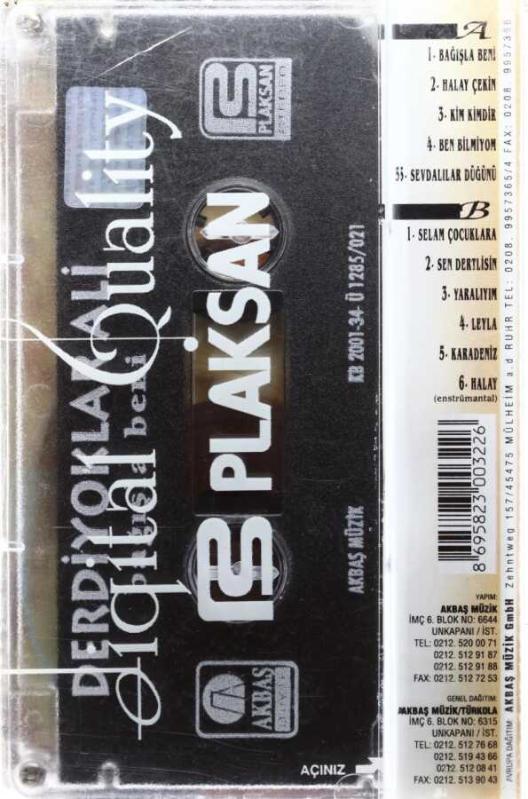 DERDİYOKLAR ALİ
bağışla beni
Digital Quality
PLAKSAN
PLAKSAN
KB 2001-34- Ü 1285/021
AKBAŞ MÜZİK
AKBAŞ
AÇINIZ
A
1- BAĞIŞLA BENİ
2- HALAY ÇEKİN
3- KİM KİMDİR
4- BEN BİLMİYOM
55- SEVDALILAR DÜĞÜNÜ
B
1- SELAM ÇOCUKLARA
2- SEN DERTLİSİN
3- YARALIYIM
4- LEYLA
5- KARADENİZ
6- HALAY
(enstrümantal)
8 695823 003226
YAPIM:
AKBAŞ MÜZİK
İMÇ 6. BLOK NO: 6644
UNKAPANI / İST.
TEL: 0212. 520 00 71
0212. 512 91 87
0212. 512 91 88
FAX: 0212. 512 72 53
GENEL DAĞITIM:
AKBAŞ MÜZİK/TÜRKOLA
İMÇ 6. BLOK NO: 6315
UNKAPANI / İST.
TEL: 0212. 512 76 68
0212. 519 43 66
0212. 512 08 41
FAX: 0212. 513 90 43
AVRUPA DAĞITIM: AKBAŞ MÜZİK GmbH Zehntweg 157/45475 MÜLHEİM a.d RUHR TEL: 0208. 9957365/4 FAX: 0208. 9957366